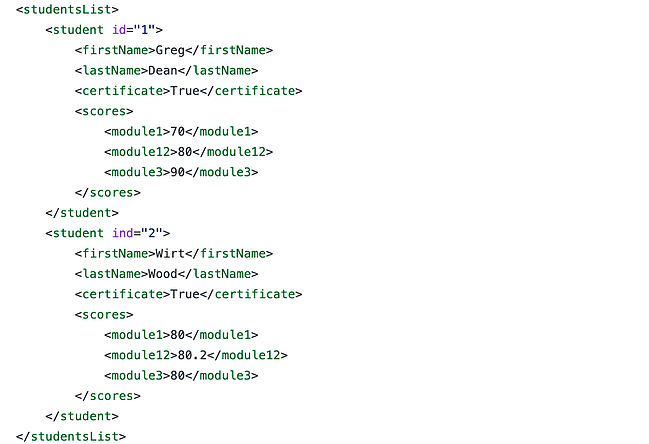 <studentsList>
<student id="1">
<firstName>Greg</firstName>
<lastName>Dean</lastName>
<certificate>True</certificate>
<scores>
<module1>70</module1>
<module12>80</module12>
<module3>90</module3>
</scores>
</student>
<student ind="2">
<firstName>Wirt</firstName>
<lastName>Wood</lastName>
<certificate>True</certificate>
<scores>
<module1>80</module1>
<module12>80.2</module12>
<module3>80</module3>
</scores>
</student>
</studentsList>